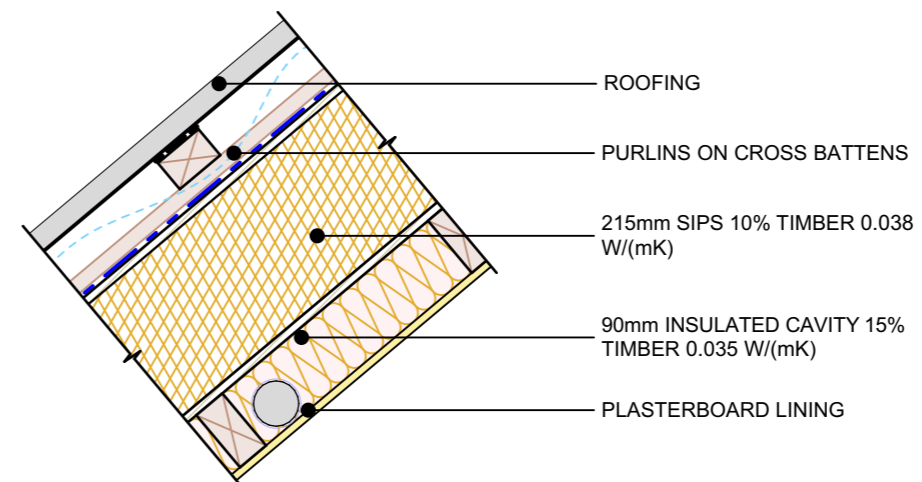 ROOFING
PURLINS ON CROSS BATTENS
215mm SIPS 10% TIMBER 0.038
W/(mK)
90mm INSULATED CAVITY 15%
TIMBER 0.035 W/(mK)
PLASTERBOARD LINING